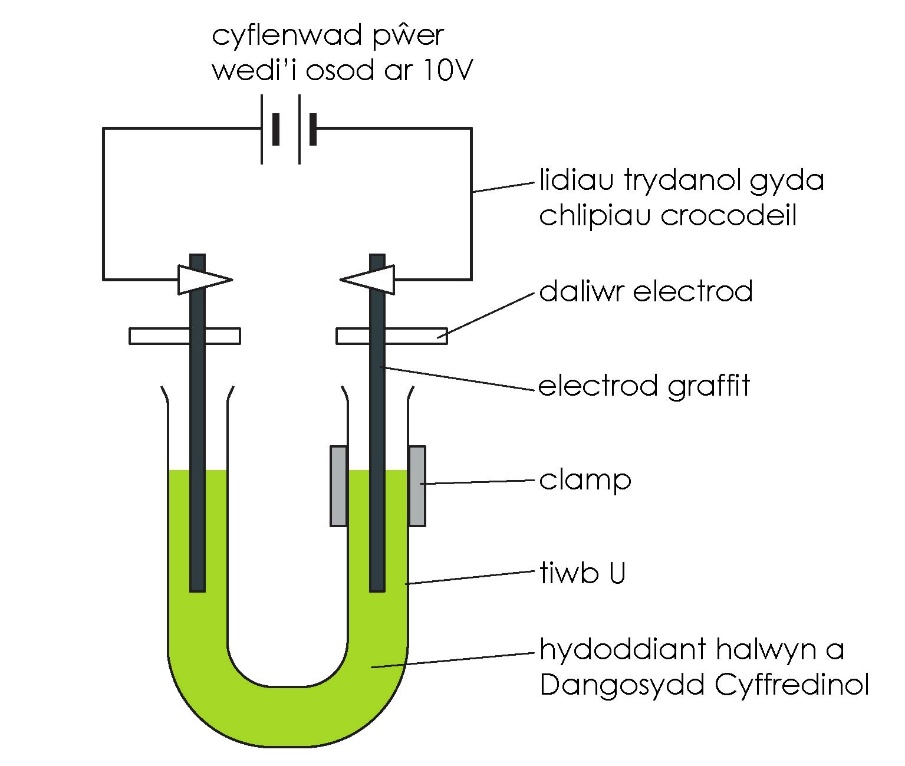 cyflenwad pŵer
wedi'i osod ar 10V
lidiau trydanol gyda
chlipiau crocodeil
daliwr electrod
electrod graffit
clamp
tiwb U
hydoddiant halwyn a
Dangosydd Cyffredinol